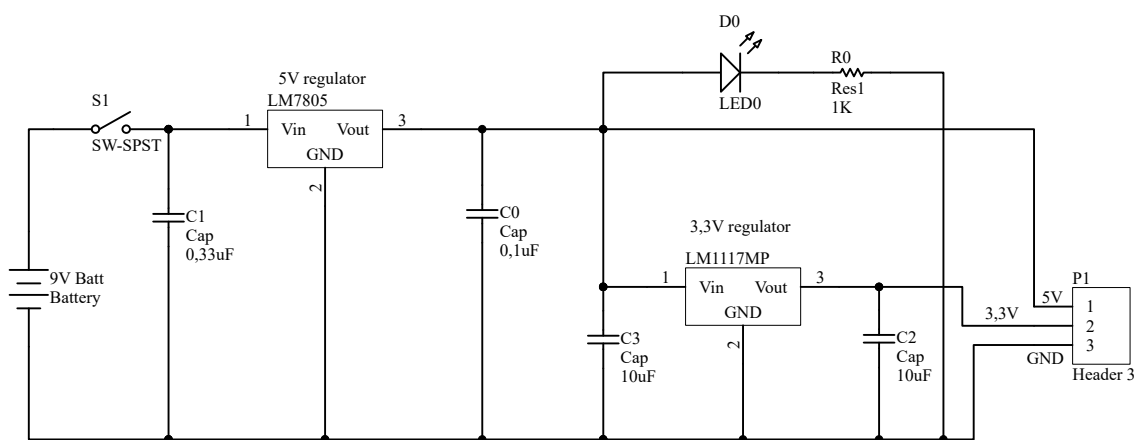 D0
LED0
R0
Res1
1K
S1
SW-SPST
5V regulator
LM7805
1
Vin
Vout
3
GND
2
C1
Cap
0,33uF
C0
Cap
0,1uF
3,3V regulator
LM1117MP
1
Vin
Vout
3
GND
2
9V Batt
Battery
C3
Cap
10uF
C2
Cap
10uF
P1
5V
1
3,3V
2
3
GND
Header 3